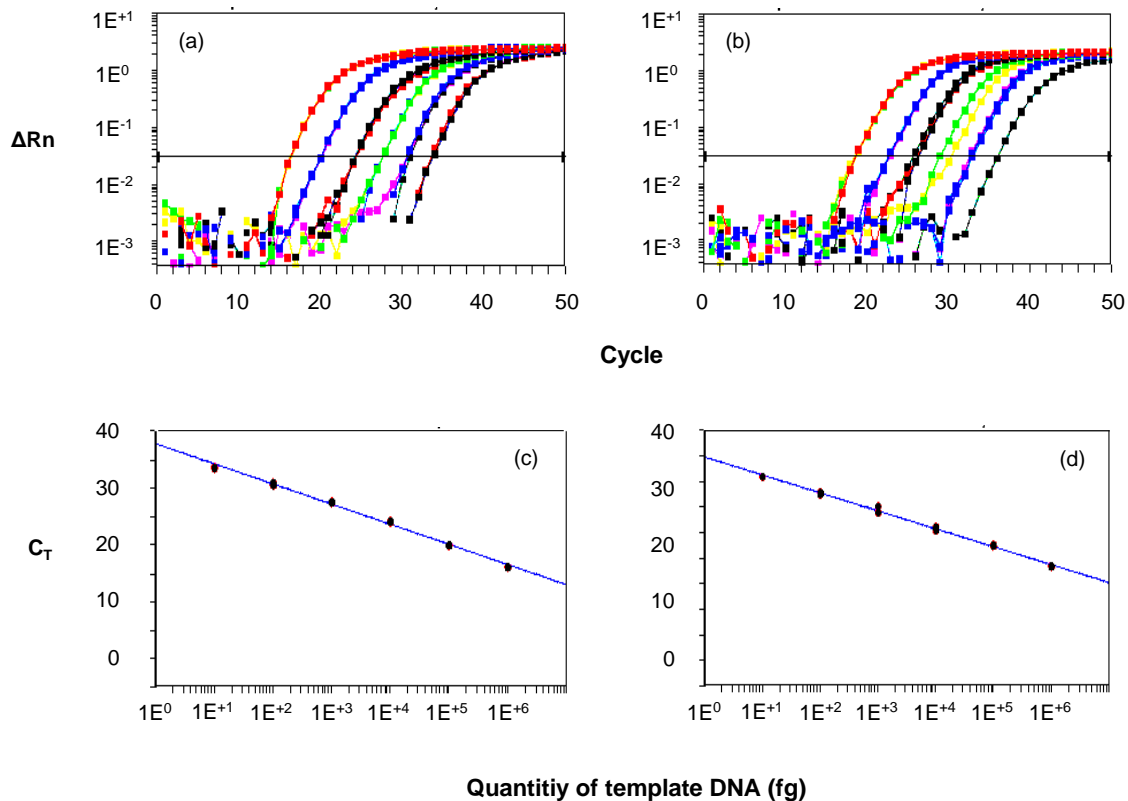 (a)
(b)
ΔRn
1E+1
1E0
1E-1
1E-2
1E-3
0 10 20 30 40 50
1E+1
1E0
1E-1
1E-2
1E-3
0 10 20 30 40 50
Cycle
(c)
(d)
CT
40
30
20
10
0
1E0 1E+1 1E+2 1E+3 1E+4 1E+5 1E+6
40
30
20
10
0
1E0 1E+1 1E+2 1E+3 1E+4 1E+5 1E+6
Quantitiy of template DNA (fg)